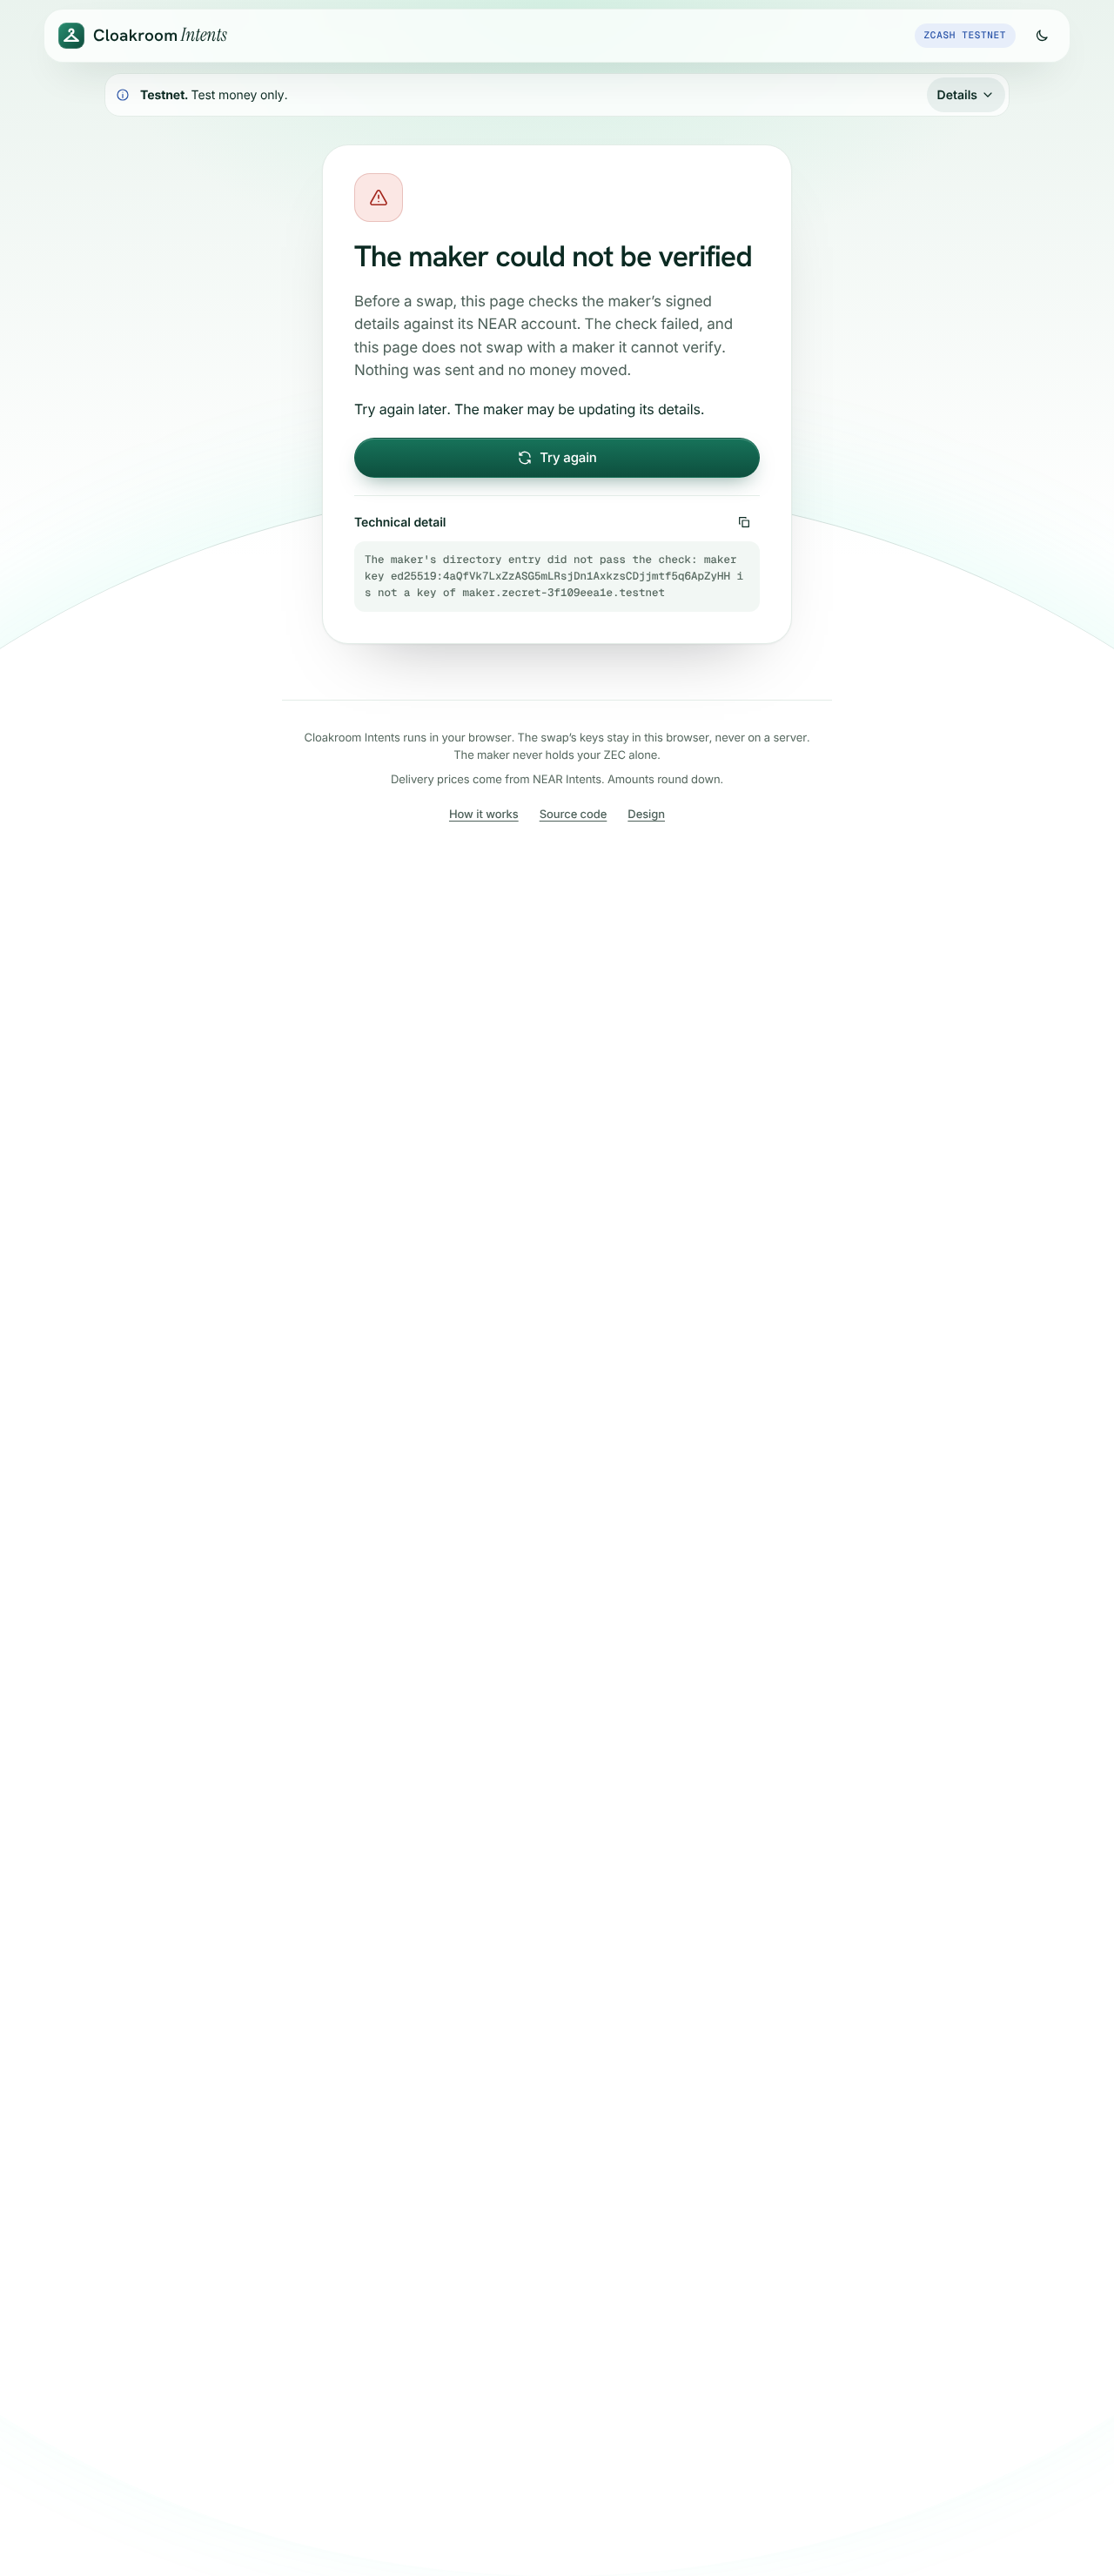 Cloakroom Intents
ZCASH TESTNET
Testnet. Test money only.
Details
The maker could not be verified
Before a swap, this page checks the maker’s signed
details against its NEAR account. The check failed, and
this page does not swap with a maker it cannot verify.
Nothing was sent and no money moved.
Try again later. The maker may be updating its details.
Try again
Technical detail
The maker's directory entry did not pass the check: maker
key ed25519:4aQfVk7LxZzASG5mLRsjDn1AxkzsCDjjmtf5q6ApZyHH i
s not a key of maker.zecret-3f109eea1e.testnet
Cloakroom Intents runs in your browser. The swap’s keys stay in this browser, never on a server.
The maker never holds your ZEC alone.
Delivery prices come from NEAR Intents. Amounts round down.
How it works
Source code
Design